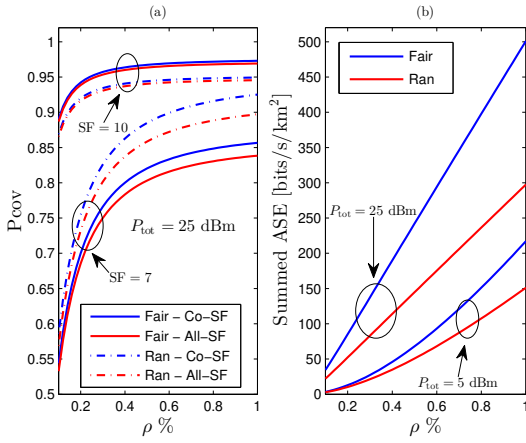 (a)
1
0.95
0.9
0.85
0.8
0.75
0.7
0.65
0.6
0.55
0.5
Pcov
SF = 10
P_tot = 25 dBm
SF = 7
Fair − Co−SF
Fair − All−SF
Ran − Co−SF
Ran − All−SF
0.2 0.4 0.6 0.8 1
ρ %
(b)
500
450
400
350
300
250
200
150
100
50
0
Summed ASE [bits/s/km²]
Fair
Ran
P_tot = 25 dBm
P_tot = 5 dBm
0.2 0.4 0.6 0.8 1
ρ %